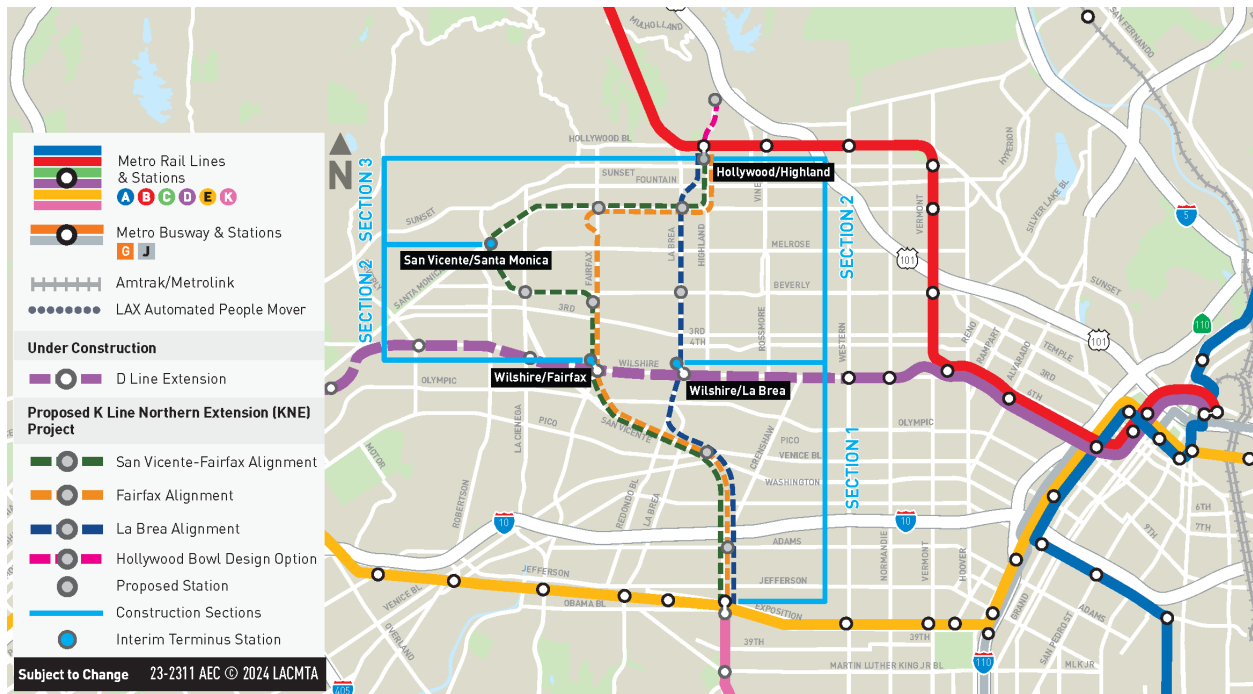 Metro Rail Lines
& Stations
A B C D E K
Metro Busway & Stations
G J
Amtrak/Metrolink
LAX Automated People Mover
Under Construction
D Line Extension
Proposed K Line Northern Extension (KNE)
Project
San Vicente-Fairfax Alignment
Fairfax Alignment
La Brea Alignment
Hollywood Bowl Design Option
Proposed Station
Construction Sections
Interim Terminus Station
Subject to Change 23-2311 AEC © 2024 LACMTA
N
SECTION 3
SECTION 2
SECTION 2
SECTION 1
Hollywood/Highland
San Vicente/Santa Monica
Wilshire/Fairfax
Wilshire/La Brea
MULHOLLAND
SAN FERNANDO
HOLLYWOOD BL
SUNSET
FOUNTAIN
VINE
SUNSET
LA BREA
HIGHLAND
MELROSE
BEVERLY
FAIRFAX
SANTA MONICA
3RD
3RD
4TH
ROSSMORE
WESTERN
VERMONT
HYPERION
SILVER LAKE BL
5
101
SUNSET
101
110
RENO
RAMPART
ALVARADO
TEMPLE
3RD
6TH
WILSHIRE
OLYMPIC
OLYMPIC
PICO
SAN VICENTE
LA CIENEGA
CRENSHAW
PICO
VENICE BL
WASHINGTON
MOTOR
ROBERTSON
REDONDO BL
LA BREA
10
10
ADAMS
NORMANDIE
VERMONT
HOOVER
6TH
7TH
9TH
JEFFERSON
JEFFERSON
VENICE BL
OBAMA BL
EXPOSITION
OVERLAND
39TH
39TH
GRAND
SAN PEDRO ST
ADAMS
MARTIN LUTHER KING JR BL
MLK JR
110
405